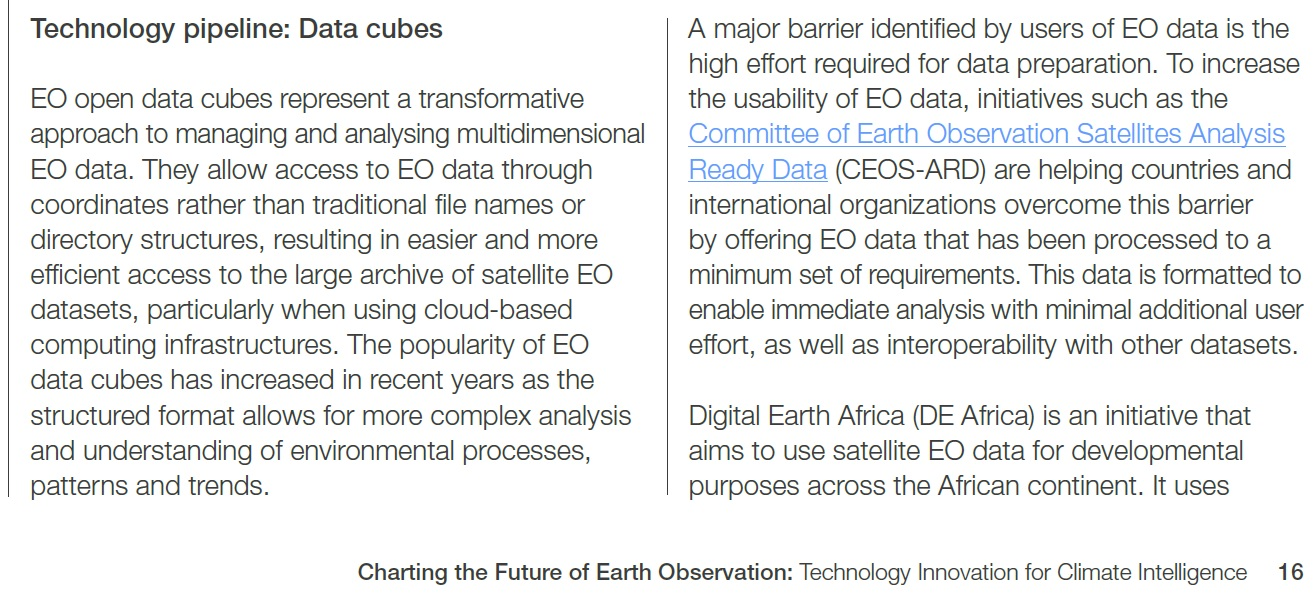 Technology pipeline: Data cubes
EO open data cubes represent a transformative
approach to managing and analysing multidimensional
EO data. They allow access to EO data through
coordinates rather than traditional file names or
directory structures, resulting in easier and more
efficient access to the large archive of satellite EO
datasets, particularly when using cloud-based
computing infrastructures. The popularity of EO
data cubes has increased in recent years as the
structured format allows for more complex analysis
and understanding of environmental processes,
patterns and trends.
A major barrier identified by users of EO data is the
high effort required for data preparation. To increase
the usability of EO data, initiatives such as the
Committee of Earth Observation Satellites Analysis
Ready Data (CEOS-ARD) are helping countries and
international organizations overcome this barrier
by offering EO data that has been processed to a
minimum set of requirements. This data is formatted to
enable immediate analysis with minimal additional user
effort, as well as interoperability with other datasets.
Digital Earth Africa (DE Africa) is an initiative that
aims to use satellite EO data for developmental
purposes across the African continent. It uses
Charting the Future of Earth Observation: Technology Innovation for Climate Intelligence 16